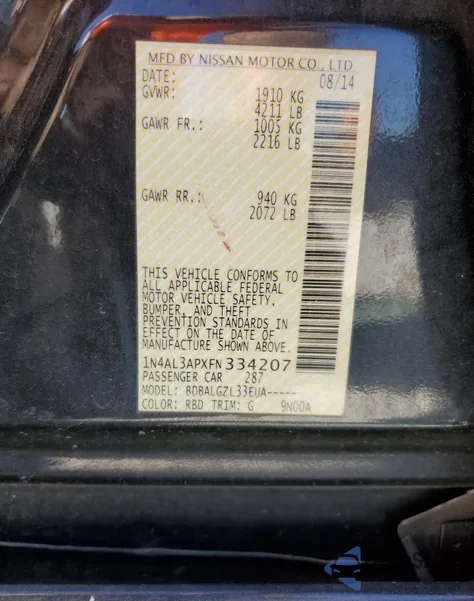 MFD BY NISSAN MOTOR CO., LTD
DATE: 08/14
GVWR: 1910 KG
4211 LB
GAWR FR.: 1005 KG
2216 LB
GAWR RR.: 940 KG
2072 LB
THIS VEHICLE CONFORMS TO
ALL APPLICABLE FEDERAL
MOTOR VEHICLE SAFETY,
BUMPER, AND THEFT
PREVENTION STANDARDS IN
EFFECT ON THE DATE OF
MANUFACTURE SHOWN ABOVE.
1N4AL3APXFN334207
PASSENGER CAR 287
MODEL: BDBALGZL33EUA-----
COLOR: RBD TRIM: G 9N00A